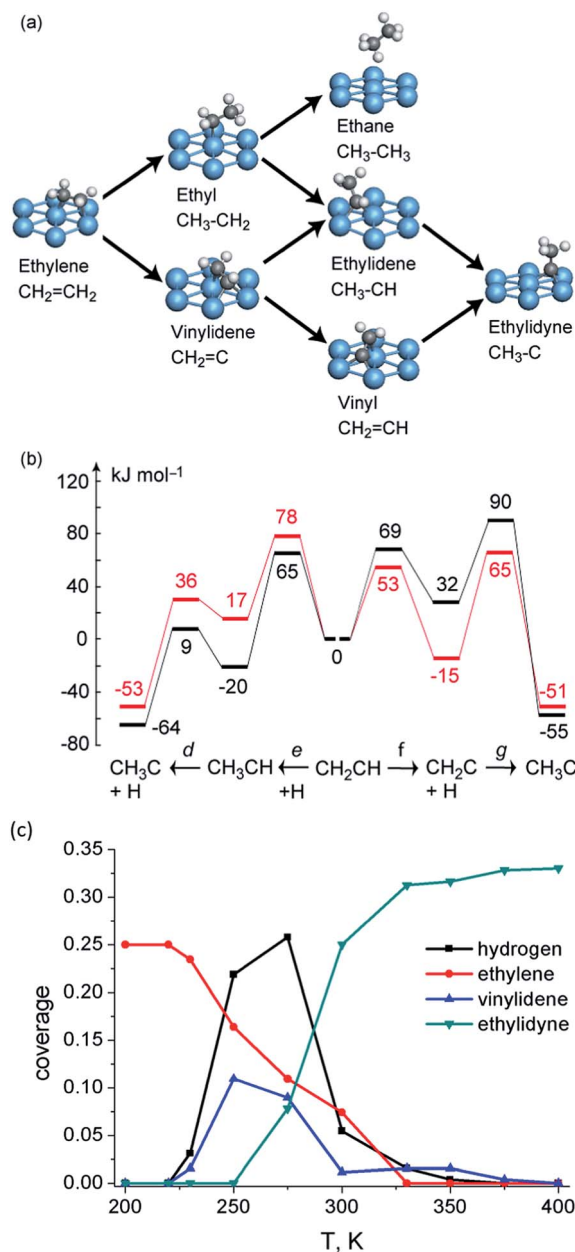 (a)
Ethane
CH3-CH3
Ethyl
CH3-CH2
Ethylene
CH2=CH2
Ethylidene
CH3-CH
Vinylidene
CH2=C
Ethylidyne
CH3-C
Vinyl
CH2=CH
(b)
kJ mol–1
120
80
40
0
-40
-80
78
65
69
53
90
65
36
9
17
-20
0
32
-15
-53
-64
-51
-55
d e f g
CH3C CH3CH CH2CH CH2C CH3C
+ H +H + H
(c)
0.35
0.30
0.25
0.20
0.15
0.10
0.05
0.00
coverage
hydrogen
ethylene
vinylidene
ethylidyne
200 250 300 350 400
T, K